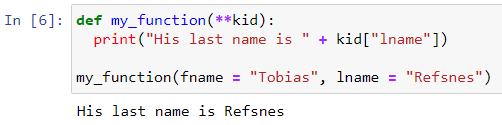 In [6]: def my_function(**kid):
  print("His last name is " + kid["lname"])
my_function(fname = "Tobias", lname = "Refsnes")
His last name is Refsnes